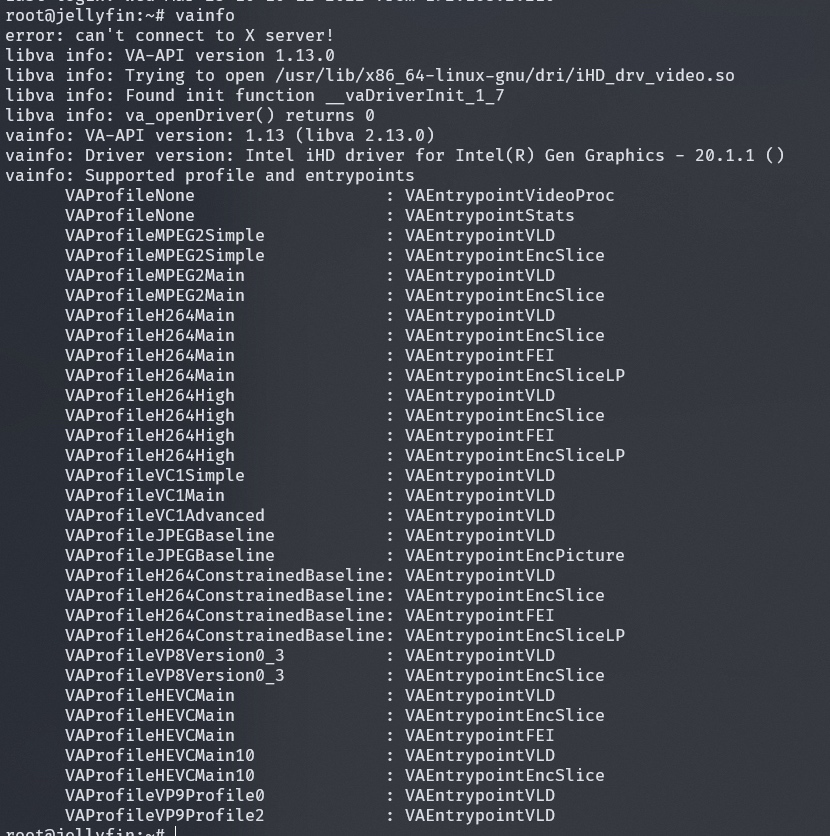 root@jellyfin:~# vainfo
error: can't connect to X server!
libva info: VA-API version 1.13.0
libva info: Trying to open /usr/lib/x86_64-linux-gnu/dri/iHD_drv_video.so
libva info: Found init function __vaDriverInit_1_7
libva info: va_openDriver() returns 0
vainfo: VA-API version: 1.13 (libva 2.13.0)
vainfo: Driver version: Intel iHD driver for Intel(R) Gen Graphics - 20.1.1 ()
vainfo: Supported profile and entrypoints
VAProfileNone : VAEntrypointVideoProc
VAProfileNone : VAEntrypointStats
VAProfileMPEG2Simple : VAEntrypointVLD
VAProfileMPEG2Simple : VAEntrypointEncSlice
VAProfileMPEG2Main : VAEntrypointVLD
VAProfileMPEG2Main : VAEntrypointEncSlice
VAProfileH264Main : VAEntrypointVLD
VAProfileH264Main : VAEntrypointEncSlice
VAProfileH264Main : VAEntrypointFEI
VAProfileH264Main : VAEntrypointEncSliceLP
VAProfileH264High : VAEntrypointVLD
VAProfileH264High : VAEntrypointEncSlice
VAProfileH264High : VAEntrypointFEI
VAProfileH264High : VAEntrypointEncSliceLP
VAProfileVC1Simple : VAEntrypointVLD
VAProfileVC1Main : VAEntrypointVLD
VAProfileVC1Advanced : VAEntrypointVLD
VAProfileJPEGBaseline : VAEntrypointVLD
VAProfileJPEGBaseline : VAEntrypointEncPicture
VAProfileH264ConstrainedBaseline: VAEntrypointVLD
VAProfileH264ConstrainedBaseline: VAEntrypointEncSlice
VAProfileH264ConstrainedBaseline: VAEntrypointFEI
VAProfileH264ConstrainedBaseline: VAEntrypointEncSliceLP
VAProfileVP8Version0_3 : VAEntrypointVLD
VAProfileVP8Version0_3 : VAEntrypointEncSlice
VAProfileHEVCMain : VAEntrypointVLD
VAProfileHEVCMain : VAEntrypointEncSlice
VAProfileHEVCMain : VAEntrypointFEI
VAProfileHEVCMain10 : VAEntrypointVLD
VAProfileHEVCMain10 : VAEntrypointEncSlice
VAProfileVP9Profile0 : VAEntrypointVLD
VAProfileVP9Profile2 : VAEntrypointVLD
root@jellyfin:~#